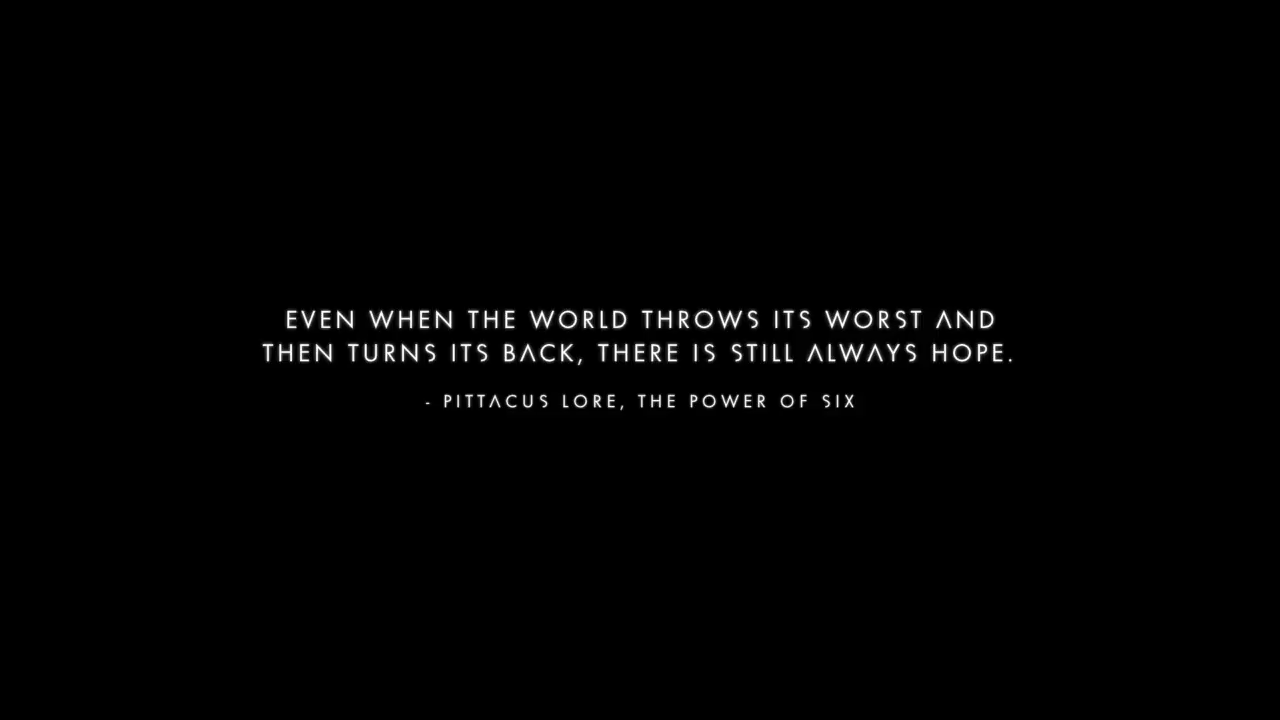 EVEN WHEN THE WORLD THROWS ITS WORST AND
THEN TURNS ITS BACK, THERE IS STILL ALWAYS HOPE.
- PITTACUS LORE, THE POWER OF SIX